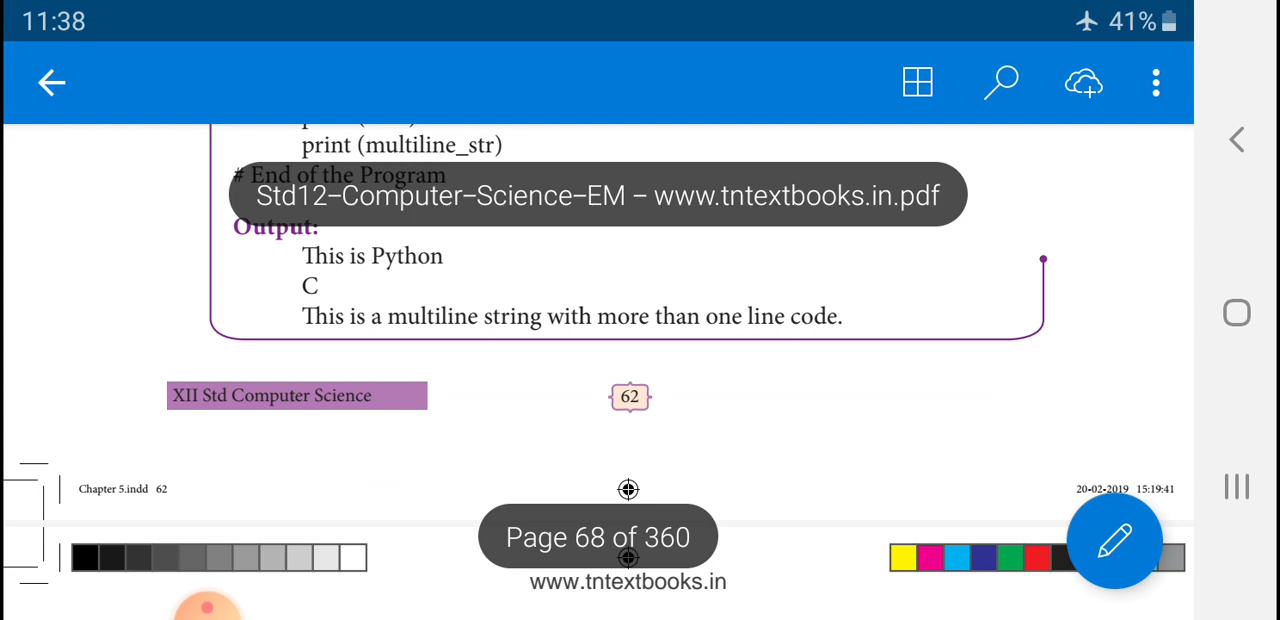 11:38
41%
print (multiline_str)
# End of the Program
Std12-Computer-Science-EM - www.tntextbooks.in.pdf
Output:
This is Python
C
This is a multiline string with more than one line code.
XII Std Computer Science
62
Chapter 5.indd 62
20-02-2019 15:19:41
Page 68 of 360
www.tntextbooks.in